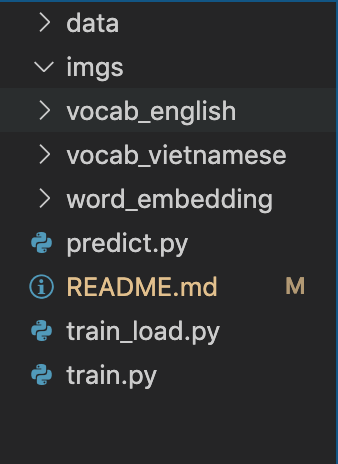 data
imgs
vocab_english
vocab_vietnamese
word_embedding
predict.py
README.md M
train_load.py
train.py